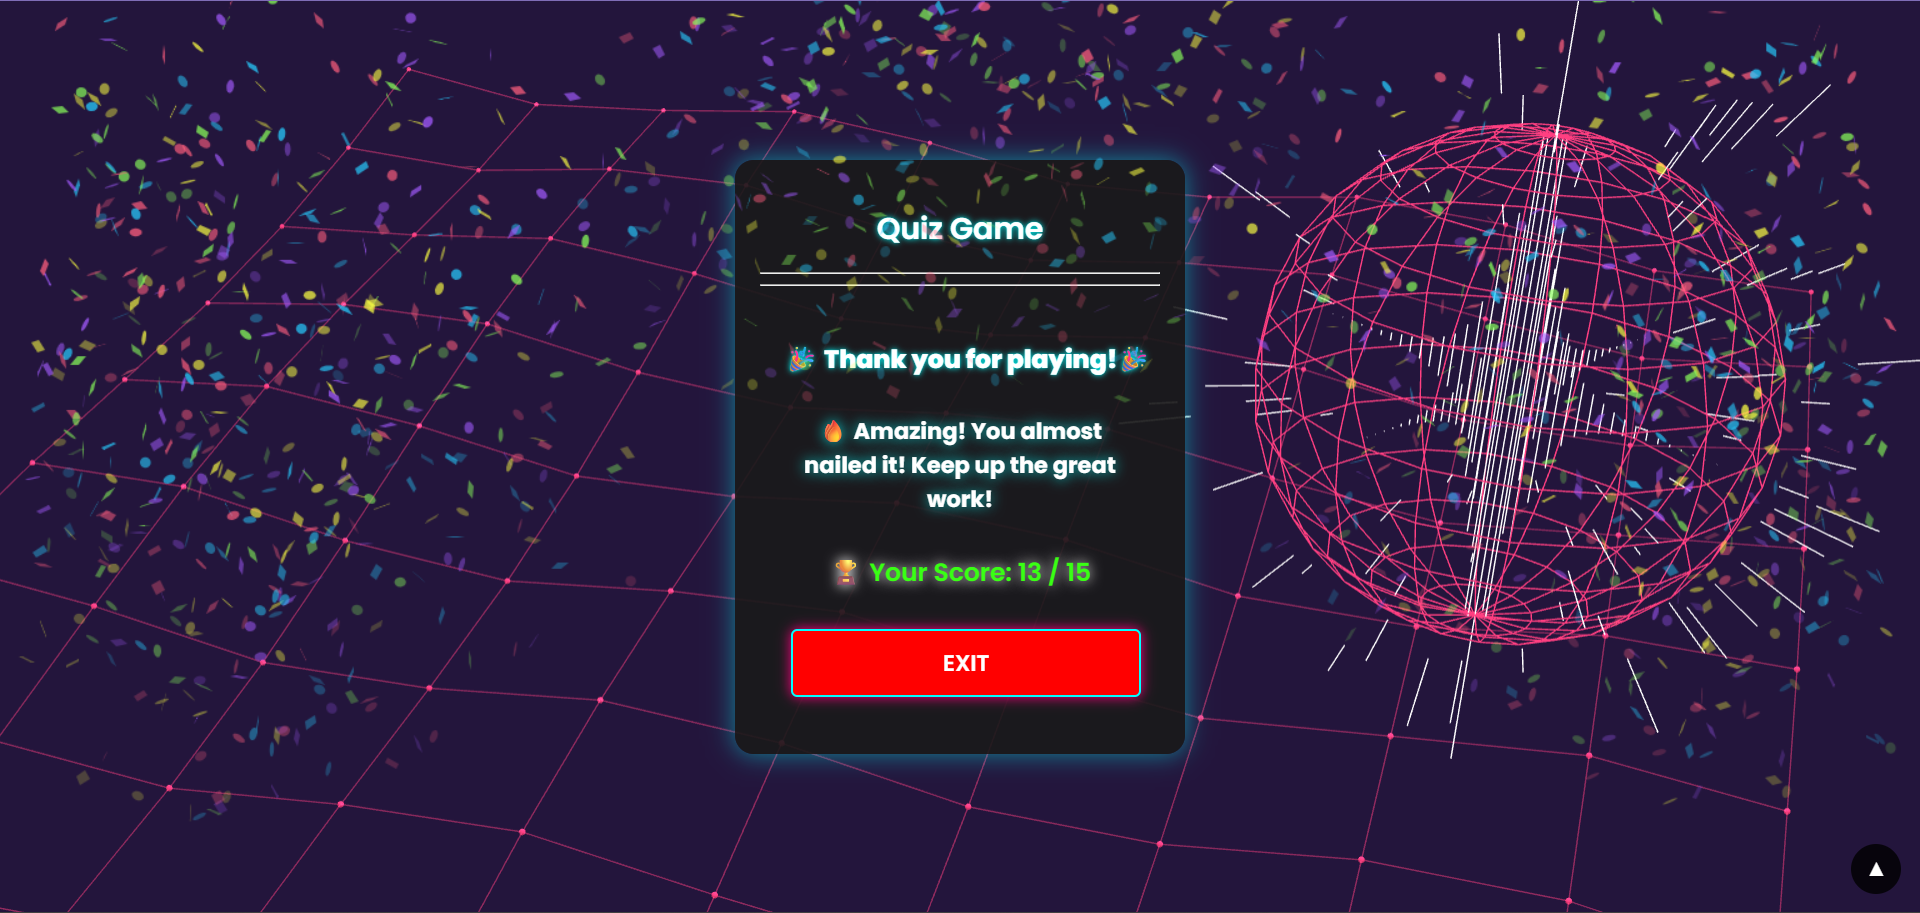 Quiz Game
🎉 Thank you for playing! 🎉
🔥 Amazing! You almost
nailed it! Keep up the great
work!
🏆 Your Score: 13 / 15
EXIT
▲